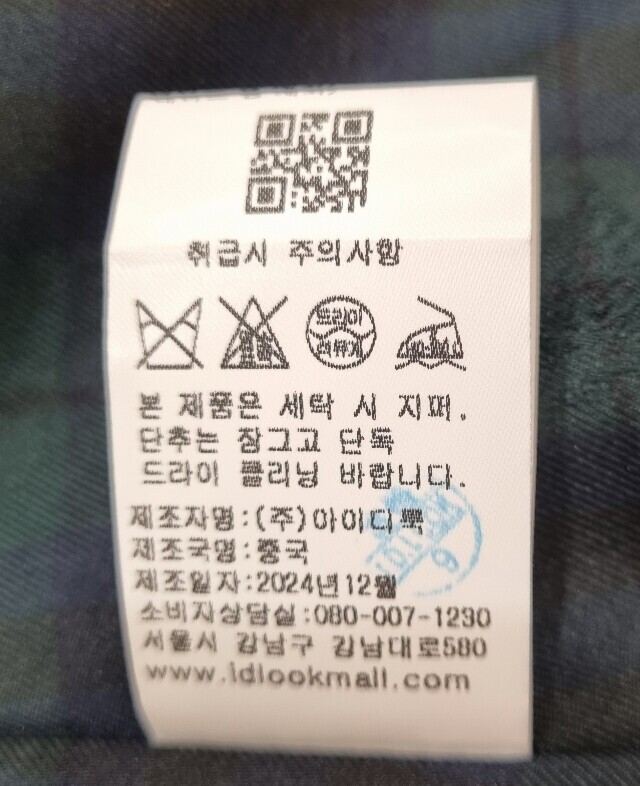 취급시 주의사항
드라이
본 제품은 세탁 시 지퍼,
단추는 잠그고 단독
드라이 클리닝 바랍니다.
제조자명:(주)아이디룩
제조국명:중국
제조일자:2024년12월
소비자상담실:080-007-1230
서울시 강남구 강남대로580
www.idlookmall.com